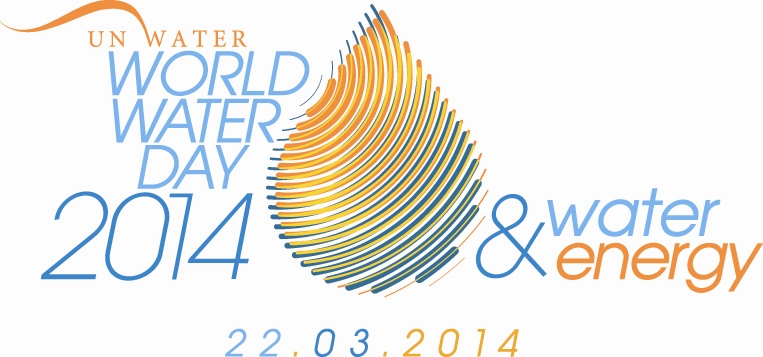 UN WATER
WORLD
WATER
DAY
2014
water
& energy
22.03.2014